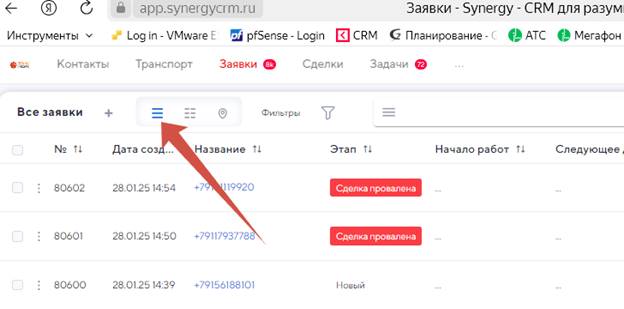 app.synergycrm.ru Заявки - Synergy - CRM для разумн
Инструменты Log in - VMware E pfSense - Login CRM Планирование - G АТС Мегафон
Контакты Транспорт Заявки 8k Сделки Задачи 72 ...
Все заявки + Фильтры
№ Дата созд... Название Этап Начало работ Следующее д
80602 28.01.25 14:54 1119920 Сделка провалена ...
80601 28.01.25 14:50 +79117937788 Сделка провалена ...
80600 28.01.25 14:39 +79156188101 Новый ...